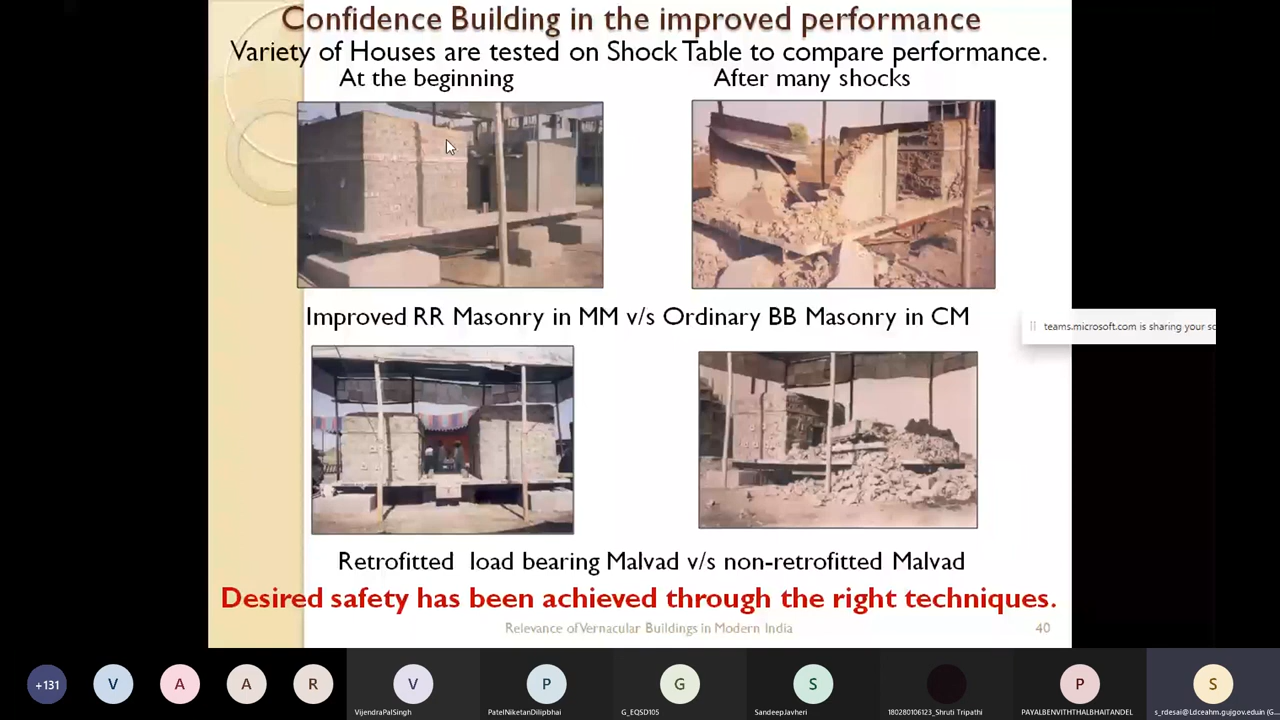 Confidence Building in the improved performance
Variety of Houses are tested on Shock Table to compare performance.
At the beginning
After many shocks
Improved RR Masonry in MM v/s Ordinary BB Masonry in CM
teams.microsoft.com is sharing your sc
Retrofitted load bearing Malvad v/s non-retrofitted Malvad
Desired safety has been achieved through the right techniques.
Relevance of Vernacular Buildings in Modern India
40
+131
V
A
A
R
V
P
G
S
P
S
VijendraPalSingh
PatelNiketanDilipbhai
G_EQSD105
SandeepJavheri
180280106123_Shruti Tripathi
PAYALBENVITHTHALBHAITANDEL
s_rdesai@Ldceahm.gujgov.eduin (G...